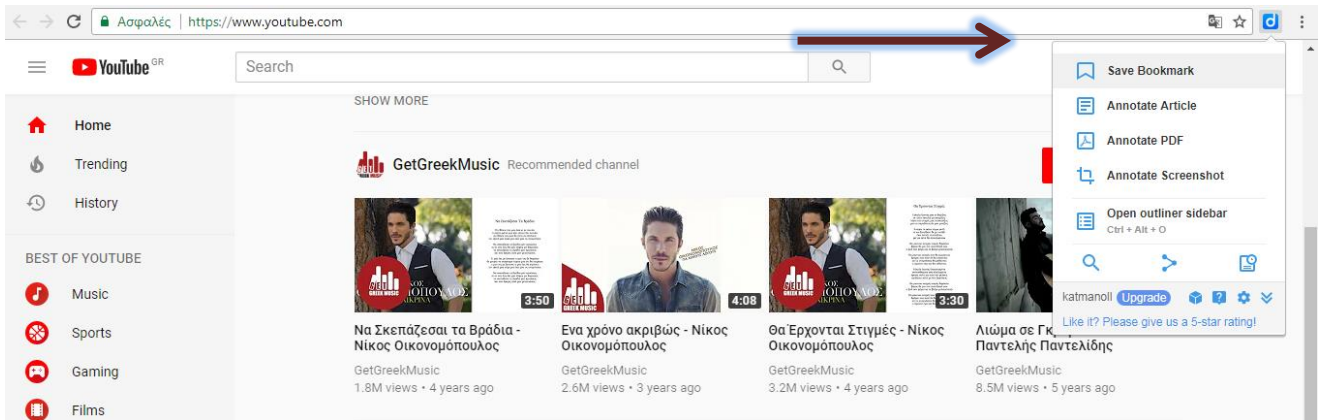 Ασφαλές | https://www.youtube.com
YouTube GR
Search
Save Bookmark
Annotate Article
Annotate PDF
Annotate Screenshot
Open outliner sidebar
Ctrl + Alt + O
katmanoll Upgrade
Like it? Please give us a 5-star rating!
Home
Trending
History
BEST OF YOUTUBE
Music
Sports
Gaming
Films
SHOW MORE
GetGreekMusic Recommended channel
3:50
4:08
3:30
Να Σκεπάζεσαι τα Βράδια -
Νίκος Οικονομόπουλος
GetGreekMusic
1.8M views • 4 years ago
Ενα χρόνο ακριβώς - Νίκος
Οικονομόπουλος
GetGreekMusic
2.6M views • 3 years ago
Θα Έρχονται Στιγμές - Νίκος
Οικονομόπουλος
GetGreekMusic
3.2M views • 4 years ago
Λιώμα σε
Παντελής Παντελίδης
GetGreekMusic
8.5M views • 5 years ago